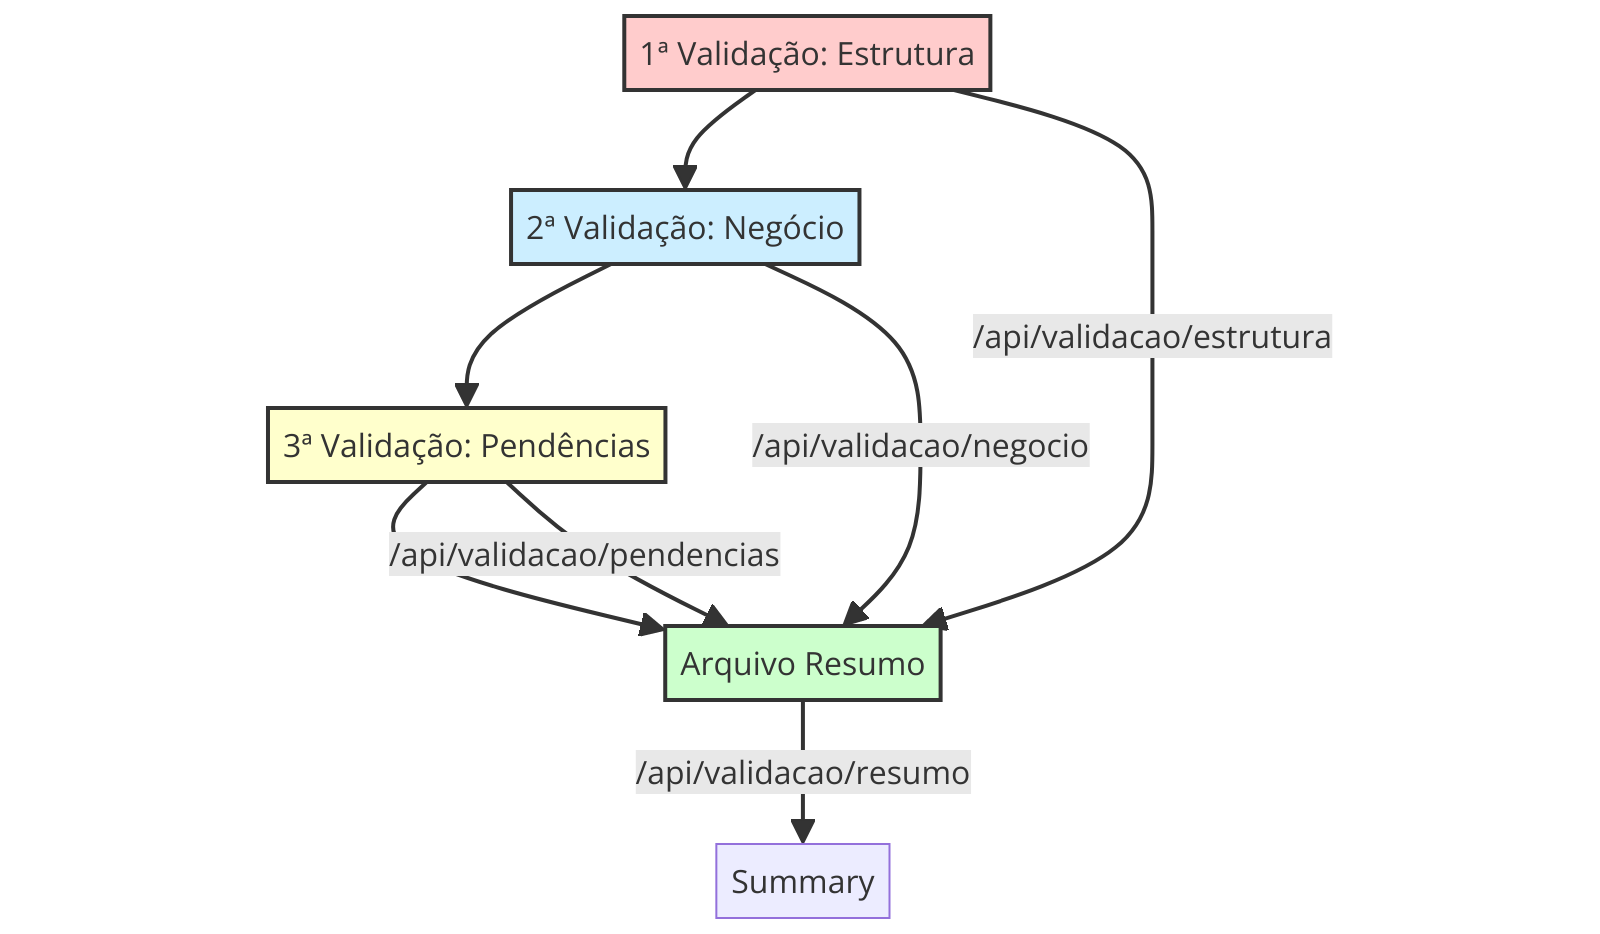 1ª Validação: Estrutura
2ª Validação: Negócio
/api/validacao/estrutura
3ª Validação: Pendências
/api/validacao/negocio
/api/validacao/pendencias
Arquivo Resumo
/api/validacao/resumo
Summary